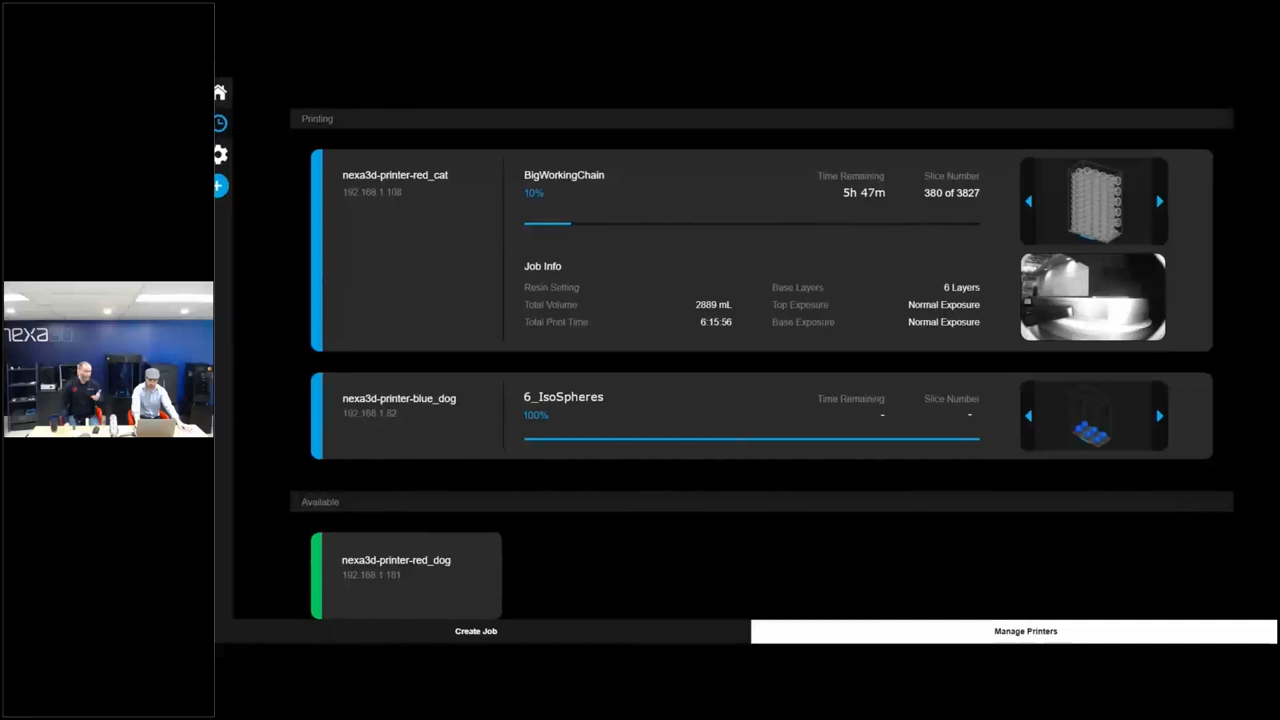 Printing
nexa3d-printer-red_cat
192.168.1.108
BigWorkingChain
10%
Time Remaining
5h 47m
Slice Number
380 of 3827
Job Info
Resin Setting
Total Volume 2889 mL
Total Print Time 6:15:56
Base Layers 6 Layers
Top Exposure Normal Exposure
Base Exposure Normal Exposure
nexa3d-printer-blue_dog
192.168.1.82
6_IsoSpheres
100%
Time Remaining
-
Slice Number
-
Available
nexa3d-printer-red_dog
192.168.1.181
Create Job
Manage Printers
nexa3D